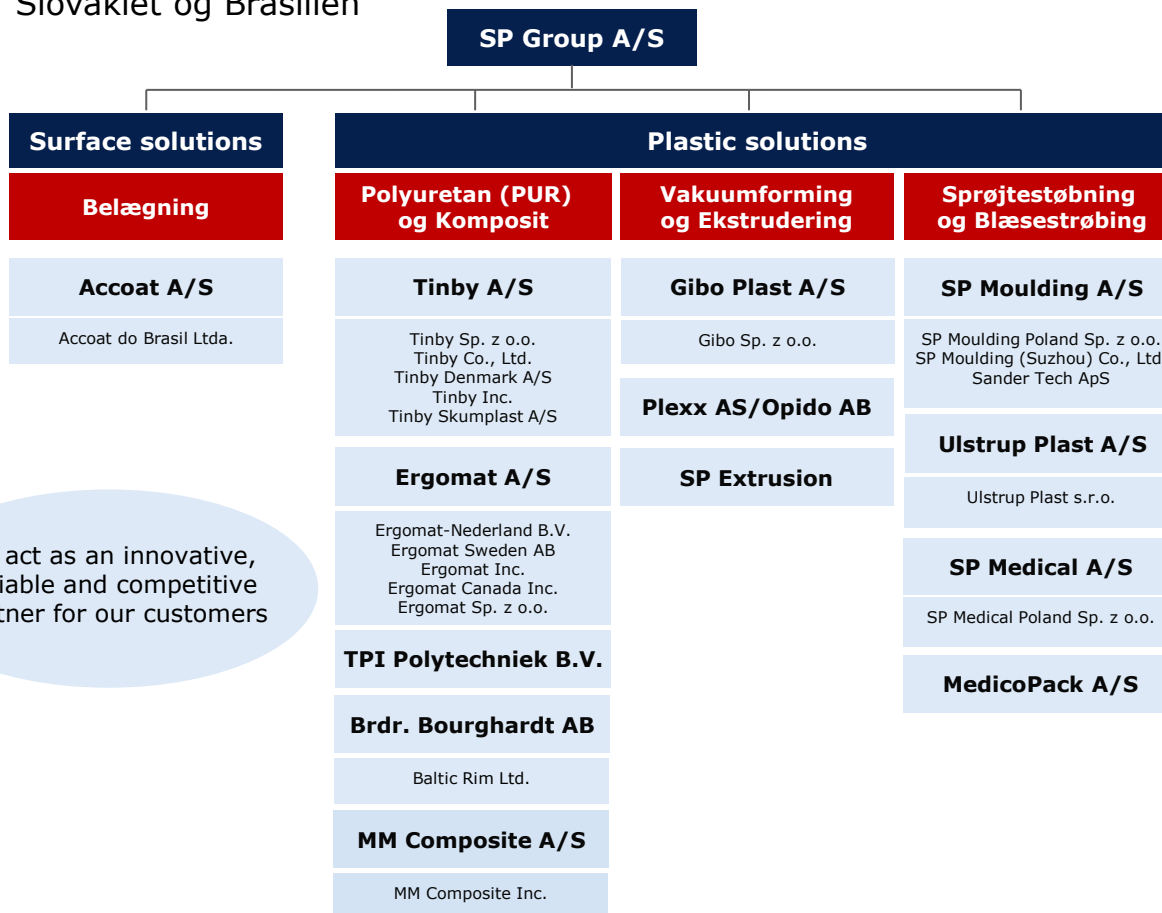 Slovakiet og Brasilien
SP Group A/S
Surface solutions
Plastic solutions
Belægning
Polyuretan (PUR)
og Komposit
Vakuumforming
og Ekstrudering
Sprøjtestøbning
og Blæsestrøbing
Accoat A/S
Accoat do Brasil Ltda.
act as an innovative,
and competitive
for our customers
Tinby A/S
Tinby Sp. z o.o.
Tinby Co., Ltd.
Tinby Denmark A/S
Tinby Inc.
Tinby Skumplast A/S
Ergomat A/S
Ergomat-Nederland B.V.
Ergomat Sweden AB
Ergomat Inc.
Ergomat Canada Inc.
Ergomat Sp. z o.o.
TPI Polytechniek B.V.
Brdr. Bourghardt AB
Baltic Rim Ltd.
MM Composite A/S
MM Composite Inc.
Gibo Plast A/S
Gibo Sp. z o.o.
Plexx AS/Opido AB
SP Extrusion
SP Moulding A/S
SP Moulding Poland Sp. z o.o.
SP Moulding (Suzhou) Co., Ltd
Sander Tech ApS
Ulstrup Plast A/S
Ulstrup Plast s.r.o.
SP Medical A/S
SP Medical Poland Sp. z o.o.
MedicoPack A/S